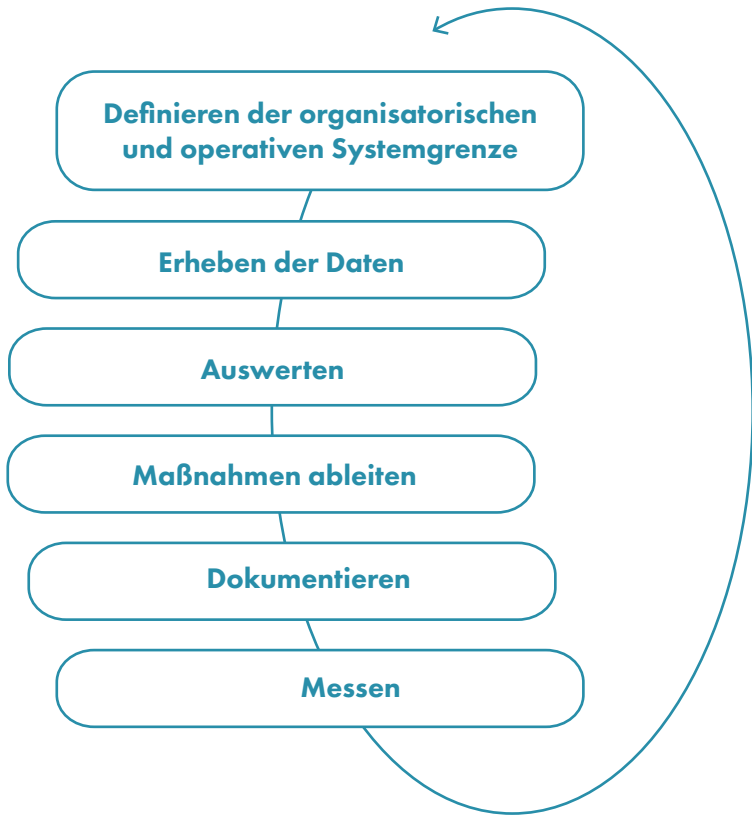 Definieren der organisatorischen
und operativen Systemgrenze
Erheben der Daten
Auswerten
Maßnahmen ableiten
Dokumentieren
Messen